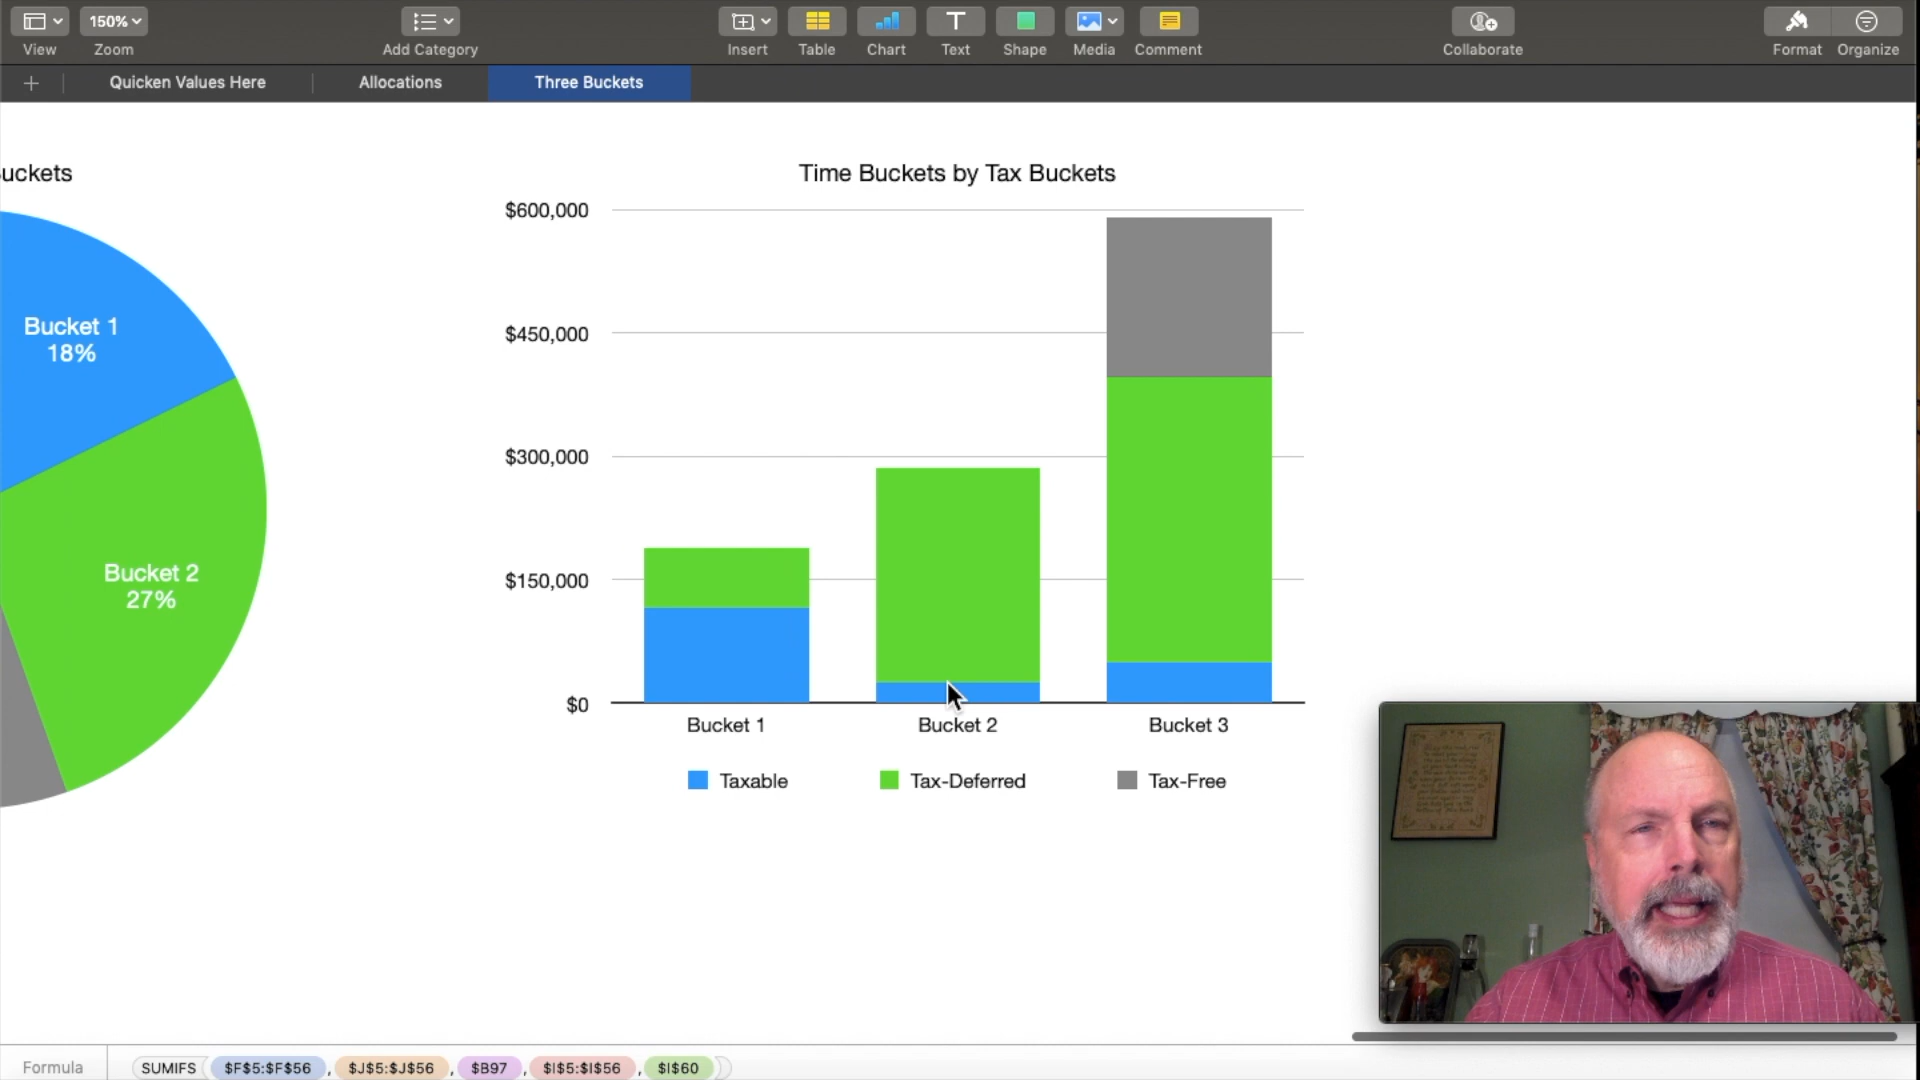 150%
View
Zoom
Add Category
Insert
Table
Chart
Text
Shape
Media
Comment
Collaborate
Format
Organize
Quicken Values Here
Allocations
Three Buckets
uckets
Time Buckets by Tax Buckets
$600,000
$450,000
$300,000
$150,000
$0
Bucket 1
18%
Bucket 2
27%
Bucket 1
Bucket 2
Bucket 3
Taxable
Tax-Deferred
Tax-Free
Formula
SUMIFS $F$5:$F$56 , $J$5:$J$56 , $B97 , $I$5:$I$56 , $I$60